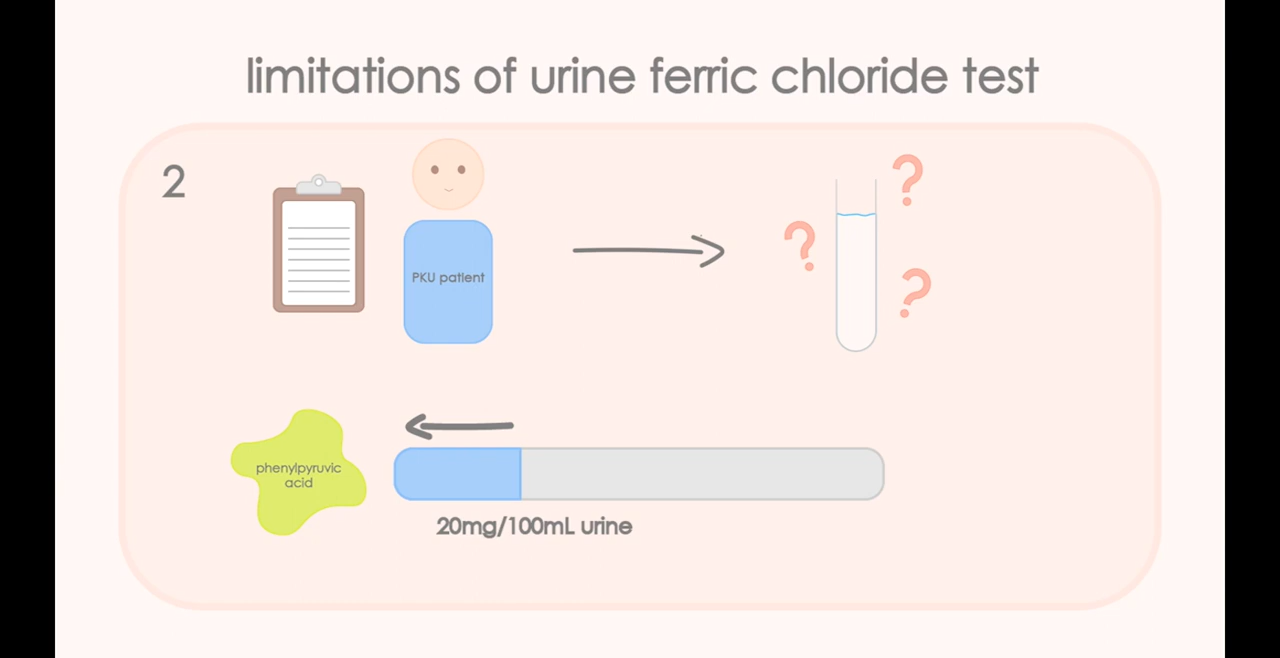 limitations of urine ferric chloride test
2
?
?
?
PKU patient
phenylpyruvic
acid
20mg/100mL urine